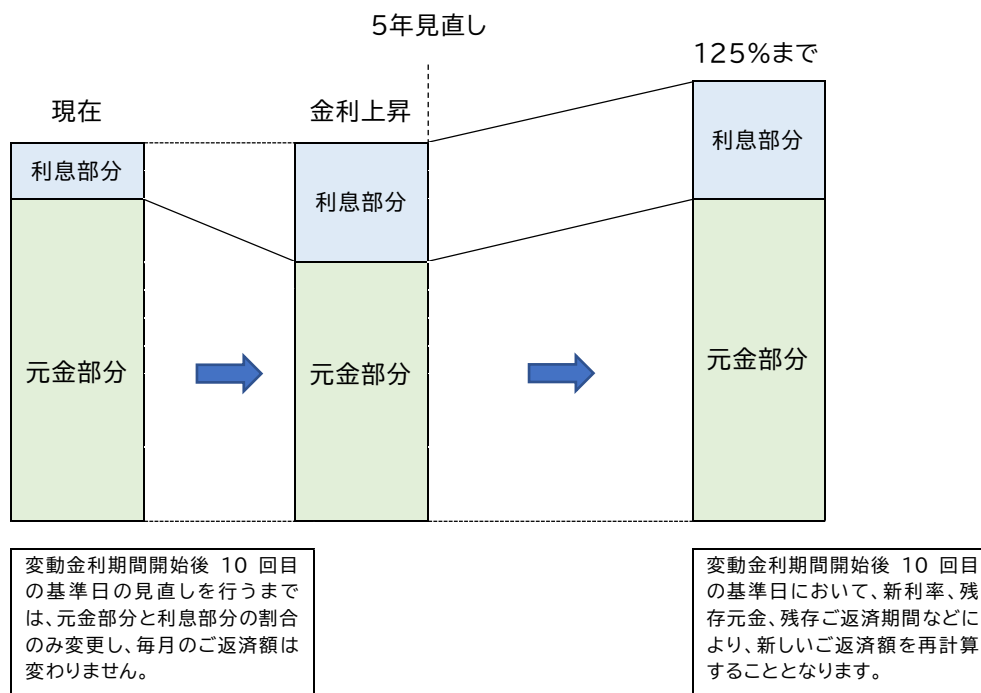 5年見直し
125%まで
現在
金利上昇
利息部分
利息部分
利息部分
元金部分
元金部分
元金部分
変動金利期間開始後 10 回目
の基準日の見直しを行うまで
は、元金部分と利息部分の割合
のみ変更し、毎月のご返済額は
変わりません。
変動金利期間開始後 10 回目
の基準日において、新利率、残
存元金、残存ご返済期間などに
より、新しいご返済額を再計算
することとなります。